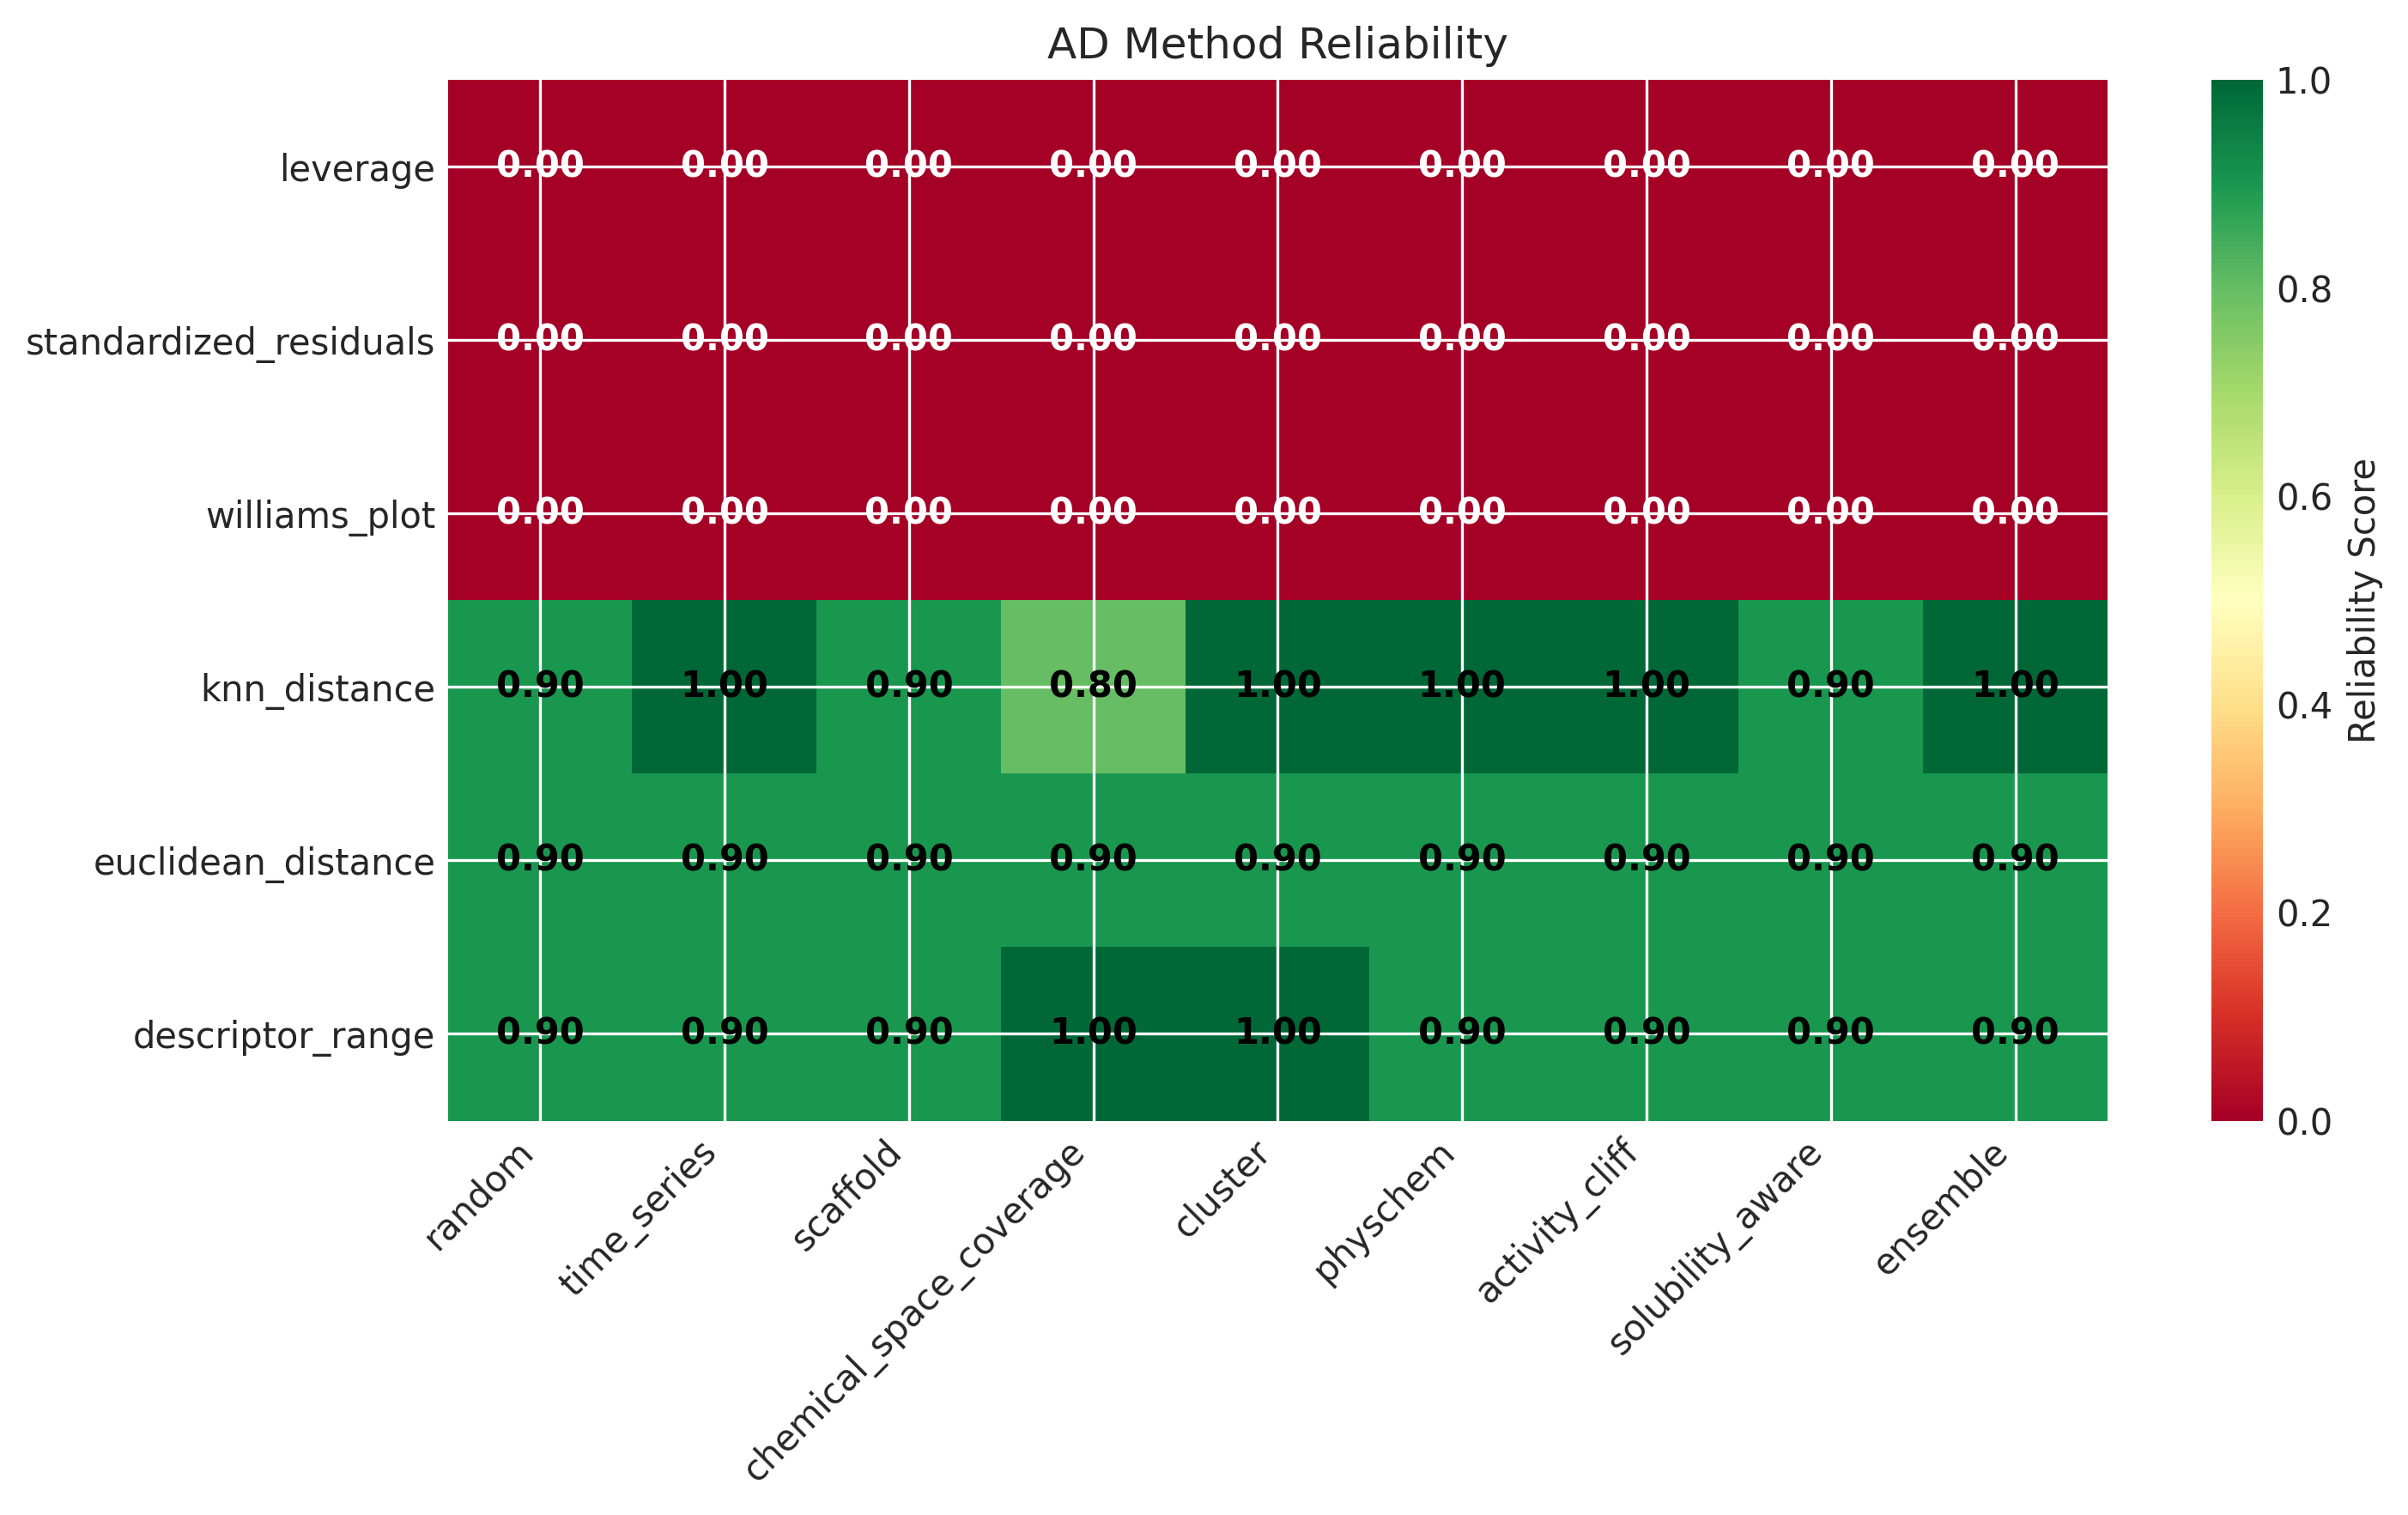 AD Method Reliability
leverage 0.00 0.00 0.00 0.00 0.00 0.00 0.00 0.00 0.00
standardized_residuals 0.00 0.00 0.00 0.00 0.00 0.00 0.00 0.00 0.00
williams_plot 0.00 0.00 0.00 0.00 0.00 0.00 0.00 0.00 0.00
knn_distance 0.90 1.00 0.90 0.80 1.00 1.00 1.00 0.90 1.00
euclidean_distance 0.90 0.90 0.90 0.90 0.90 0.90 0.90 0.90 0.90
descriptor_range 0.90 0.90 0.90 1.00 1.00 0.90 0.90 0.90 0.90
random
time_series
scaffold
chemical_space_coverage
cluster
physchem
activity_cliff
solubility_aware
ensemble
1.0
0.8
0.6
0.4
0.2
0.0
Reliability Score